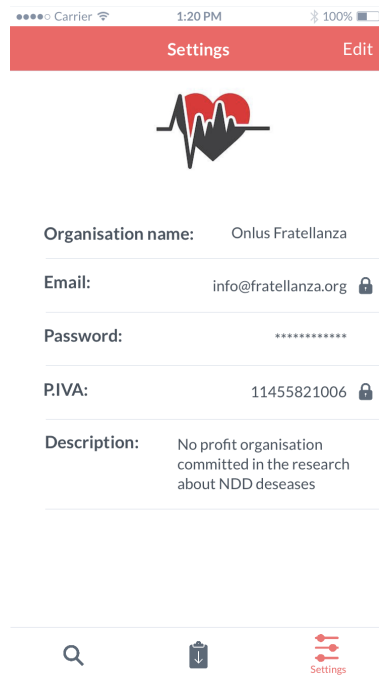 Carrier 1:20 PM 100%
Settings Edit
Organisation name: Onlus Fratellanza
Email: info@fratellanza.org
Password: ************
P.IVA: 11455821006
Description: No profit organisation
committed in the research
about NDD deseases
Settings